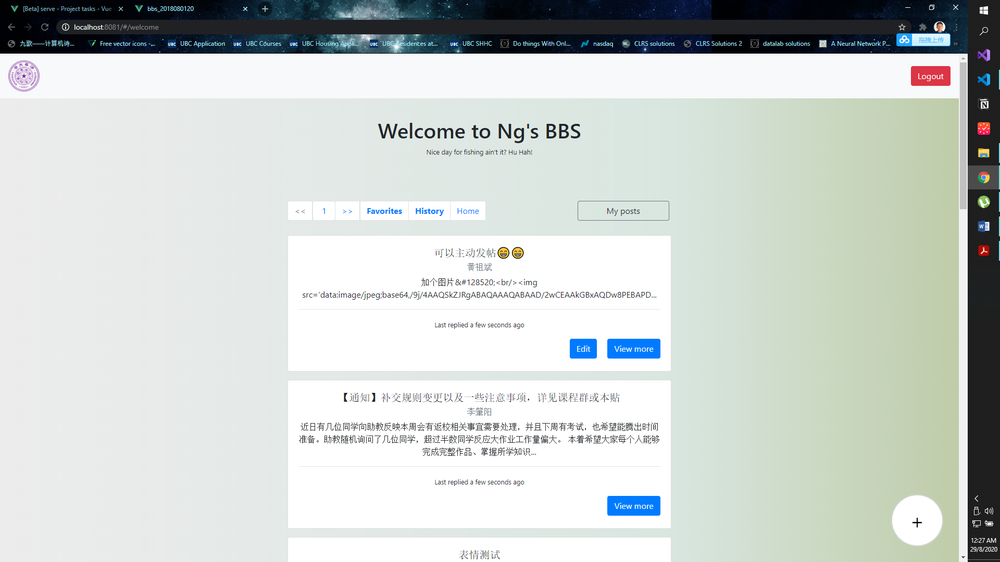 [Beta] serve - Project tasks - Vue
bbs_2018080120
localhost:8081/#/welcome
九歌——计算机诗...
Free vector icons -...
UBC UBC Application
UBC UBC Courses
UBC UBC Housing Appli...
UBC UBC Residences at...
UBC UBC SHHC
Do things With Onl...
nasdaq
CLRS solutions
CLRS Solutions 2
datalab solutions
A Neural Network P...
拖拽上传
Logout
Welcome to Ng's BBS
Nice day for fishing ain't it? Hu Hah!
<< 1 >> Favorites History Home
My posts
可以主动发帖😁😁
黄祖斌
加个图片&#128520;<br/><img
src='data:image/jpeg;base64,/9j/4AAQSkZJRgABAQAAAQABAAD/2wCEAAkGBxAQDw8PEBAPD...
Last replied a few seconds ago
Edit View more
【通知】补交规则变更以及一些注意事项，详见课程群或本贴
李肇阳
近日有几位同学向助教反映本周会有返校相关事宜需要处理，并且下周有考试，也希望能腾出时间
准备。助教随机询问了几位同学，超过半数同学反应大作业工作量偏大。 本着希望大家每个人能够
完成完整作品、掌握所学知识...
Last replied a few seconds ago
View more
表情测试
+
12:27 AM
29/8/2020